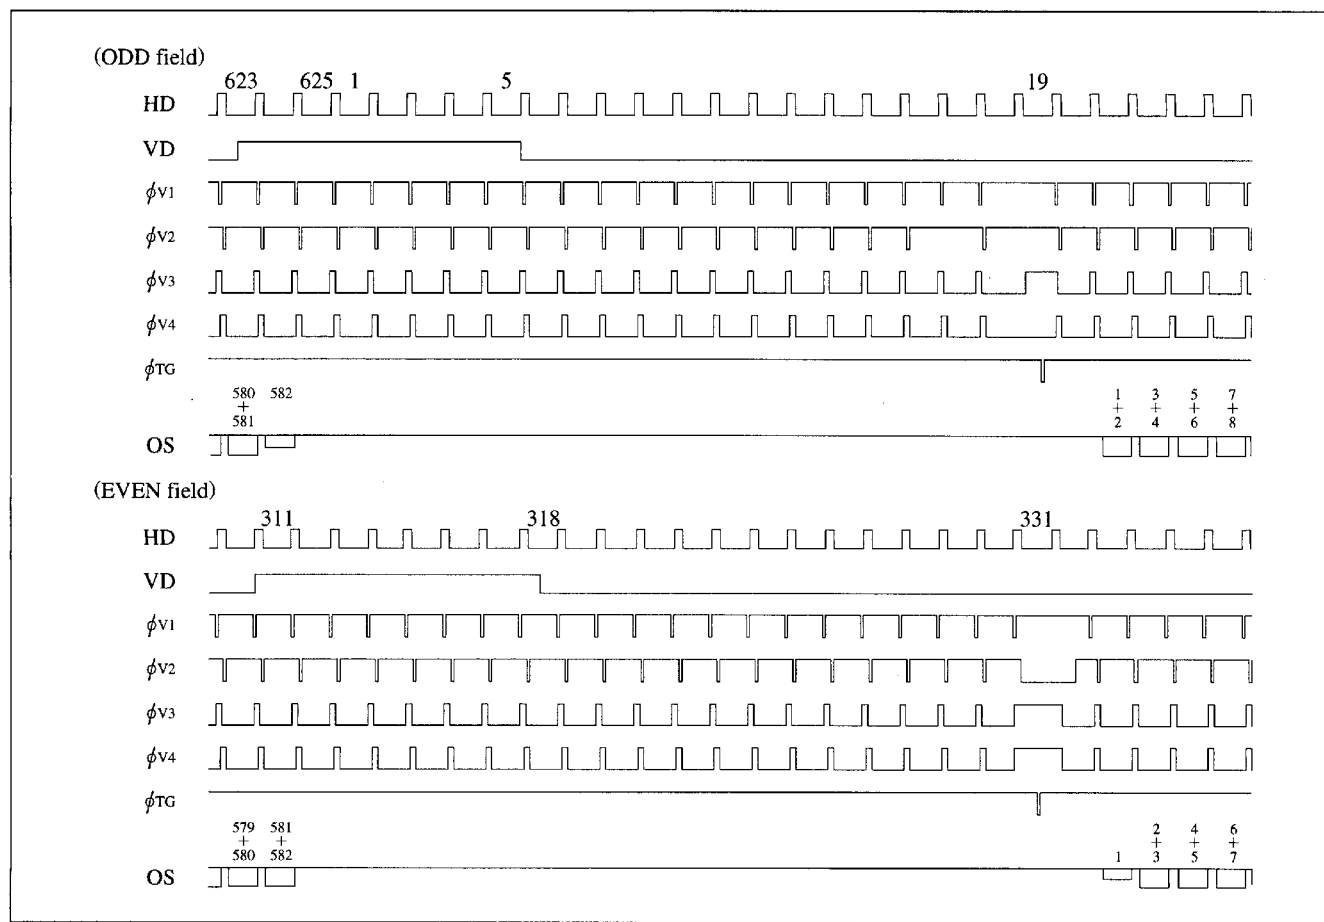 (ODD field)
623 625 1 5 19
HD
VD
ϕV1
ϕV2
ϕV3
ϕV4
ϕTG
580 582 1 3 5 7
+ + + + +
581 2 4 6 8
OS
(EVEN field)
311 318 331
HD
VD
ϕV1
ϕV2
ϕV3
ϕV4
ϕTG
579 581 2 4 6
+ + + + +
580 582 1 3 5 7
OS